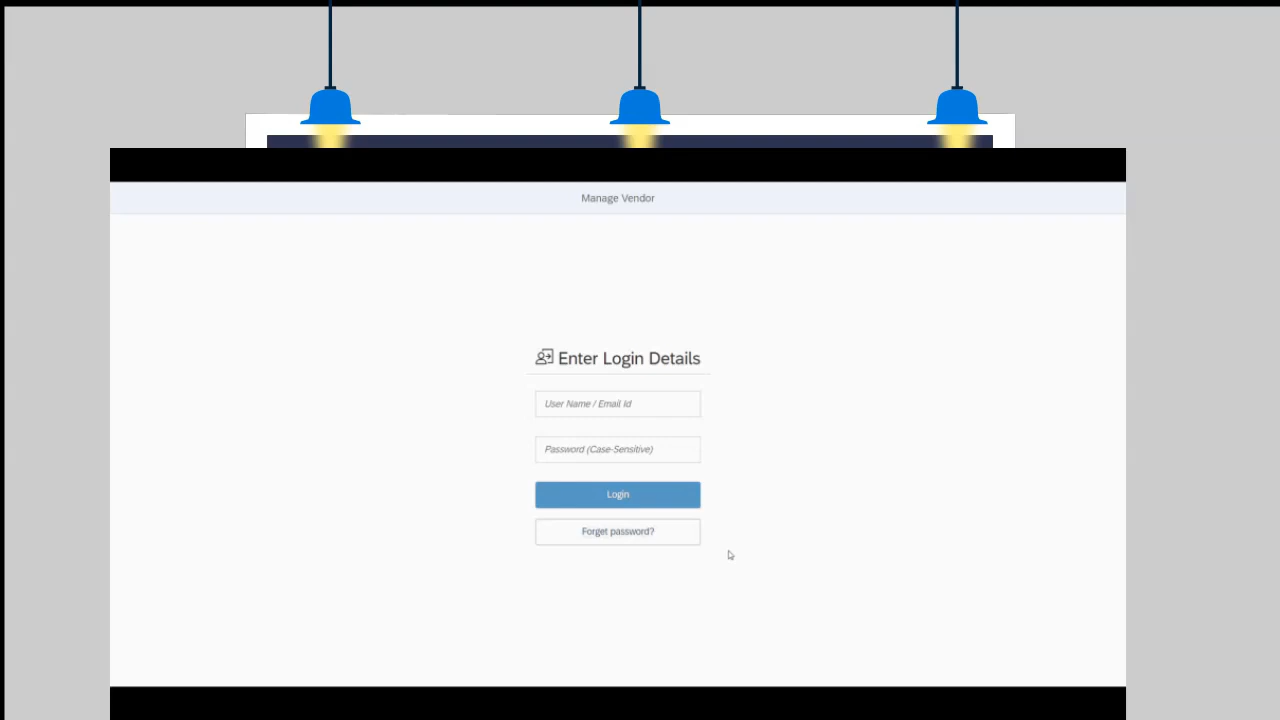 Manage Vendor
Enter Login Details
User Name / Email Id
Password (Case-Sensitive)
Login
Forget password?